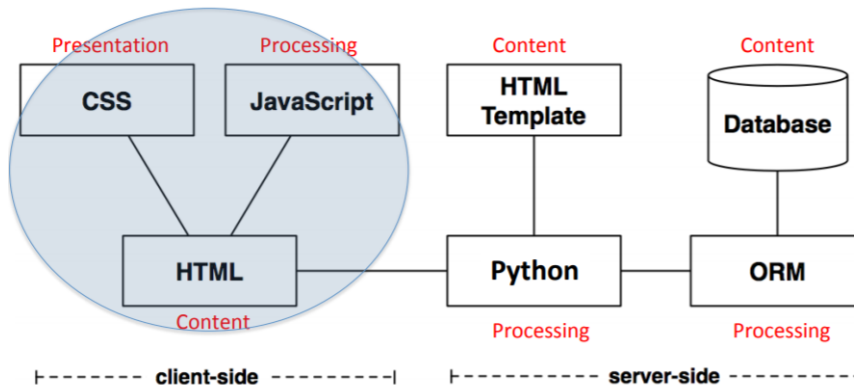 Presentation
Processing
Content
Content
CSS
JavaScript
HTML
Template
Database
HTML
Python
ORM
Content
Processing
Processing
client-side
server-side